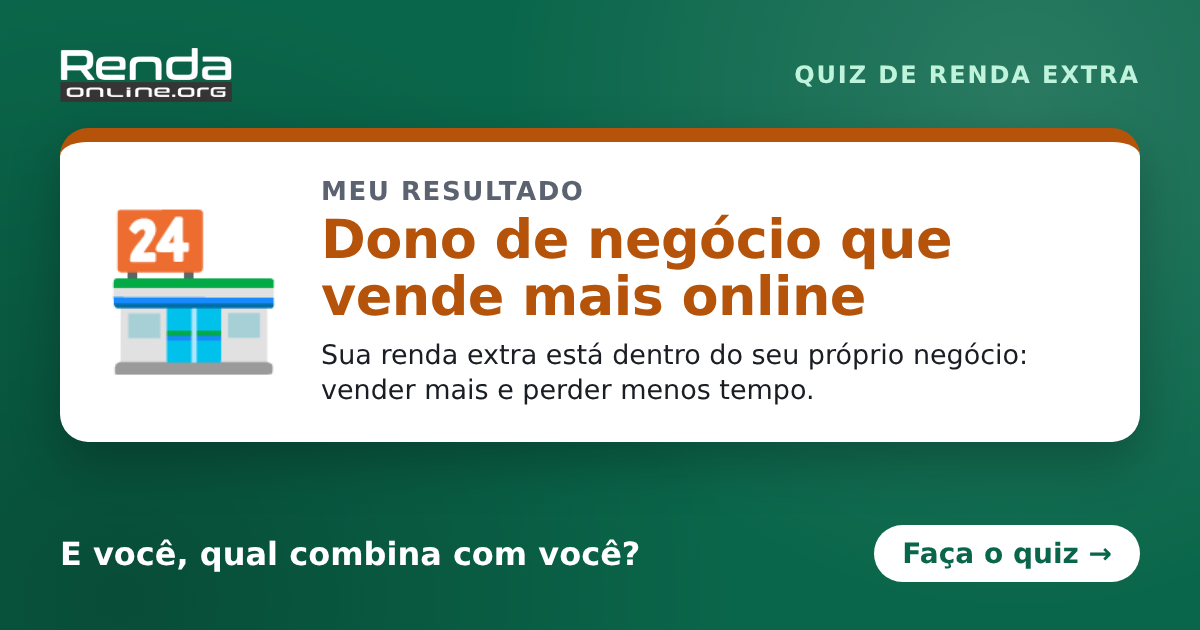 Renda
online.org
QUIZ DE RENDA EXTRA
24
MEU RESULTADO
Dono de negócio que
vende mais online
Sua renda extra está dentro do seu próprio negócio:
vender mais e perder menos tempo.
E você, qual combina com você?
Faça o quiz →